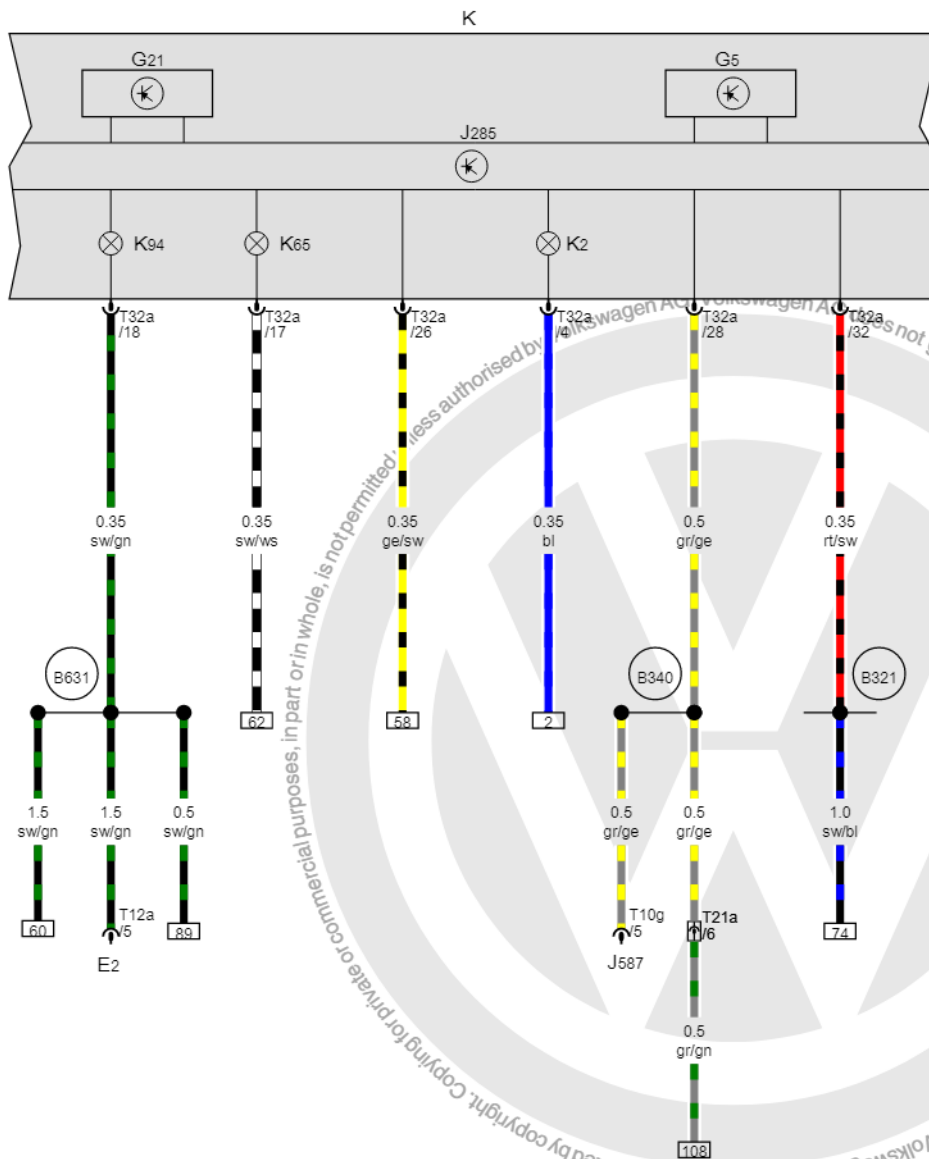 K
G21
G5
J285
K94
K65
K2
T32a
/18
T32a
/17
T32a
/26
T32a
/4
T32a
/28
T32a
/32
0.35
sw/gn
0.35
sw/ws
0.35
ge/sw
0.35
bl
0.5
gr/ge
0.35
rt/sw
B631
B340
B321
62
58
2
1.5
sw/gn
1.5
sw/gn
0.5
sw/gn
0.5
gr/ge
0.5
gr/ge
1.0
sw/bl
60
T12a
/5
89
T10g
/5
T21a
/6
74
E2
J587
0.5
gr/gn
108
by copyright. Copying for private or commercial purposes, in part or in whole, is not permitted, unless authorised by Volkswagen AG. Volkswagen AG does not g